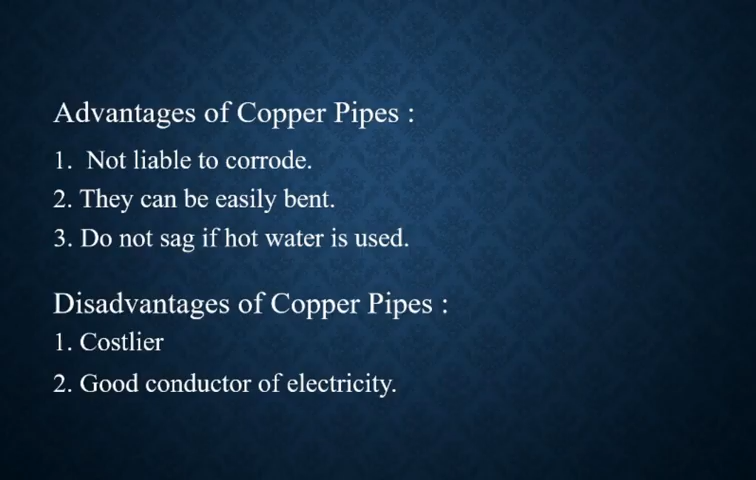 Advantages of Copper Pipes :
1. Not liable to corrode.
2. They can be easily bent.
3. Do not sag if hot water is used.
Disadvantages of Copper Pipes :
1. Costlier
2. Good conductor of electricity.